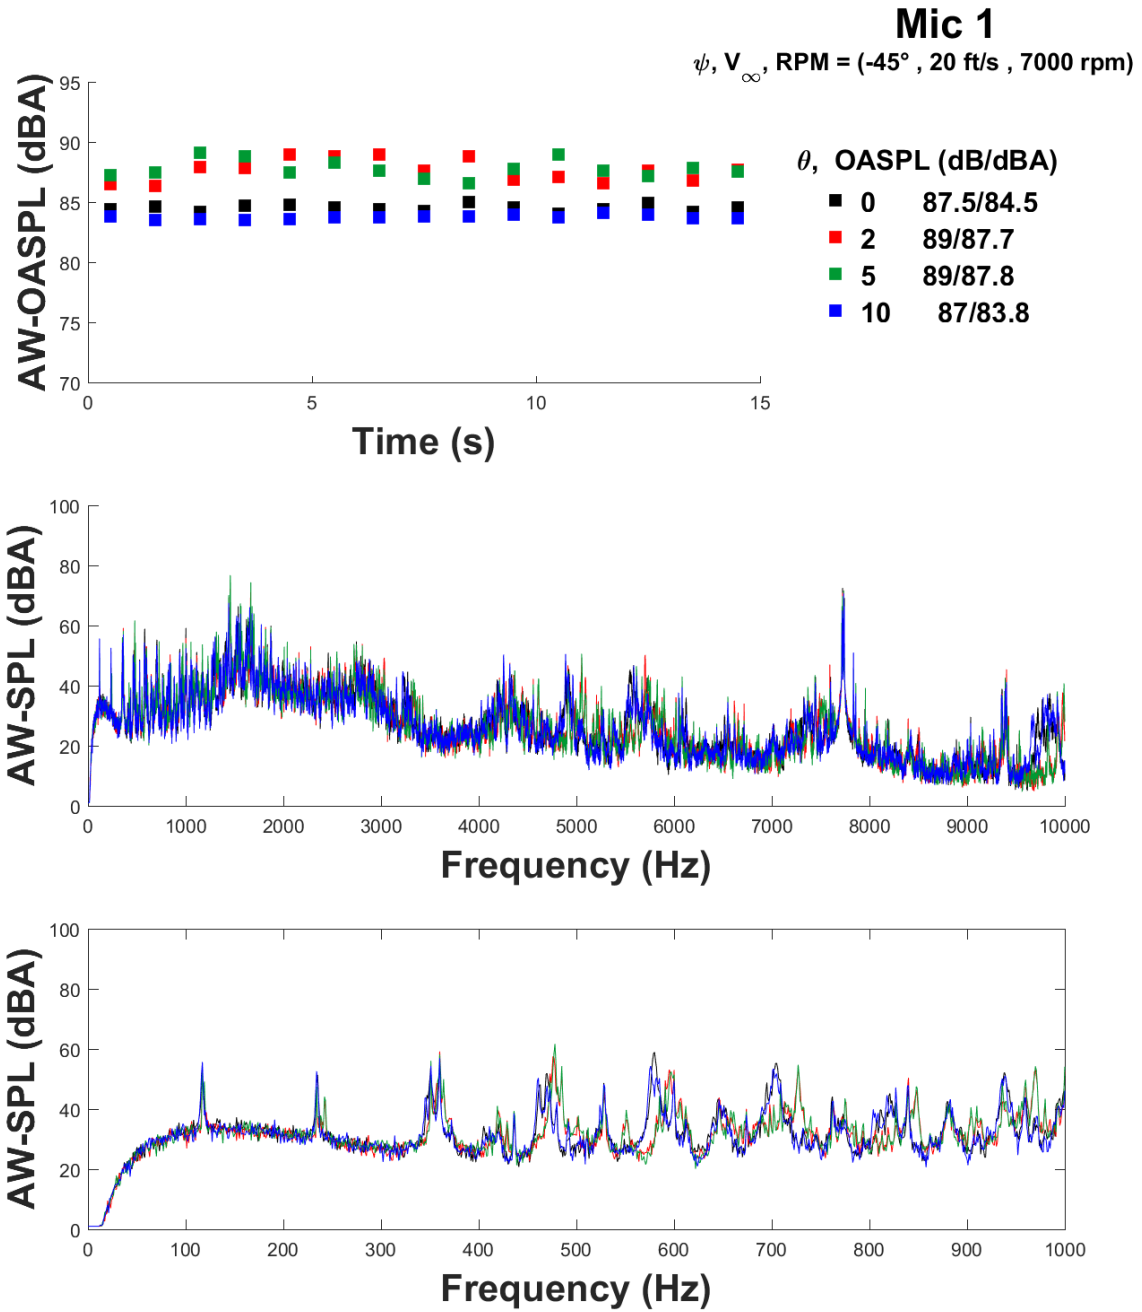 Mic 1
ψ, V∞, RPM = (-45° , 20 ft/s , 7000 rpm)
95
90
85
80
75
70
AW-OASPL (dBA)
0 5 10 15
Time (s)
θ, OASPL (dB/dBA)
0 87.5/84.5
2 89/87.7
5 89/87.8
10 87/83.8
100
80
60
40
20
0
AW-SPL (dBA)
0 1000 2000 3000 4000 5000 6000 7000 8000 9000 10000
Frequency (Hz)
100
80
60
40
20
0
AW-SPL (dBA)
0 100 200 300 400 500 600 700 800 900 1000
Frequency (Hz)